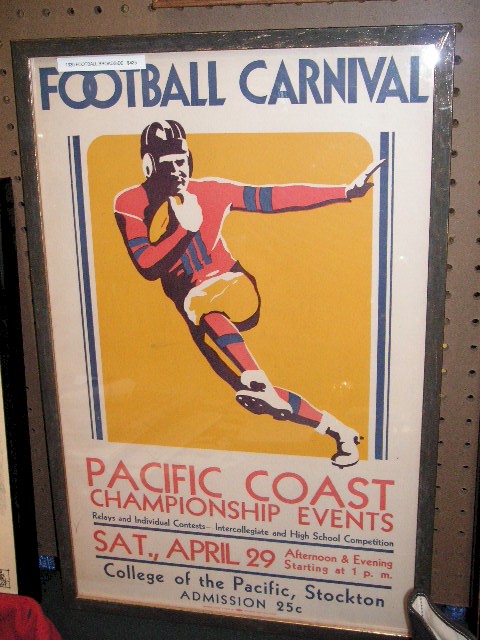 FOOTBALL CARNIVAL
PACIFIC COAST
CHAMPIONSHIP EVENTS
Relays and Individual Contests— Intercollegiate and High School Competition
SAT., APRIL 29
Afternoon & Evening
Starting at 1 p. m.
College of the Pacific, Stockton
ADMISSION 25c